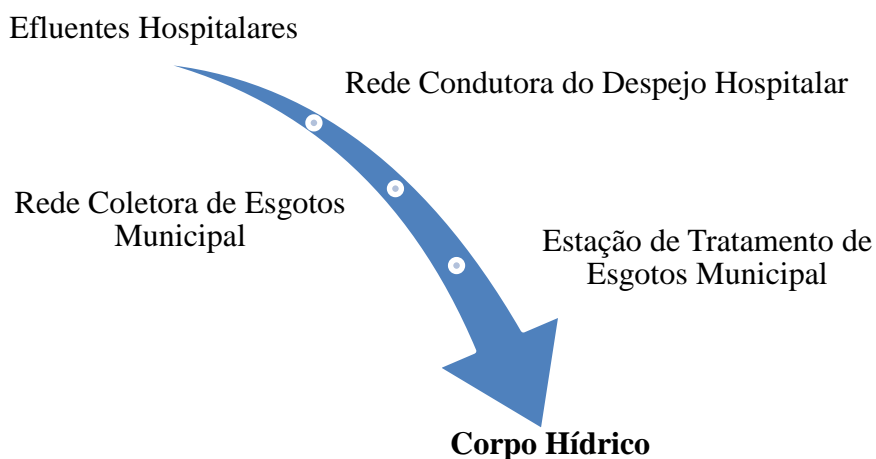 Efluentes Hospitalares
Rede Condutora do Despejo Hospitalar
Rede Coletora de Esgotos
Municipal
Estação de Tratamento de
Esgotos Municipal
Corpo Hídrico